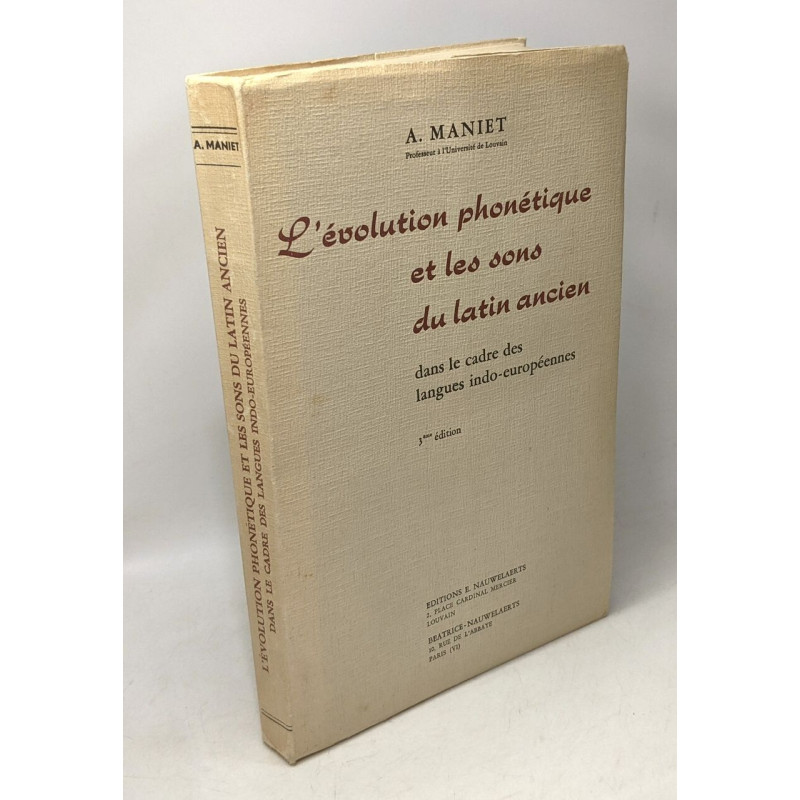 A. MANIET
Professeur à l'Université de Louvain
L'évolution phonétique
et les sons
du latin ancien
dans le cadre des
langues indo-européennes
3me édition
EDITIONS E. NAUWELAERTS
2, PLACE CARDINAL MERCIER
LOUVAIN
BEATRICE-NAUWELAERTS
10, RUE DE L'ABBAYE
PARIS (VI)
A. MANIET
L'ÉVOLUTION PHONÉTIQUE ET LES SONS DU LATIN ANCIEN
DANS LE CADRE DES LANGUES INDO-EUROPÉENNES